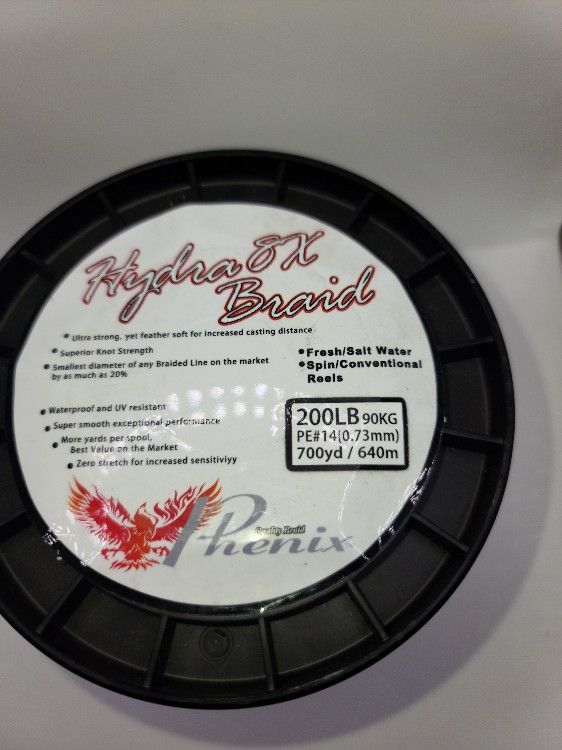 Hydra 8X
Braid
Ultra strong, yet feather soft for increased casting distance
Superior Knot Strength
Smallest diameter of any Braided Line on the market
by as much as 20%
• Fresh/Salt Water
• Spin/Conventional
Reels
Waterproof and UV resistant
Super smooth exceptional performance
More yards per spool,
Best Value on the Market
Zero stretch for increased sensitiviyy
200LB 90KG
PE#14(0.73mm)
700yd / 640m
Quality Braid
Phenix